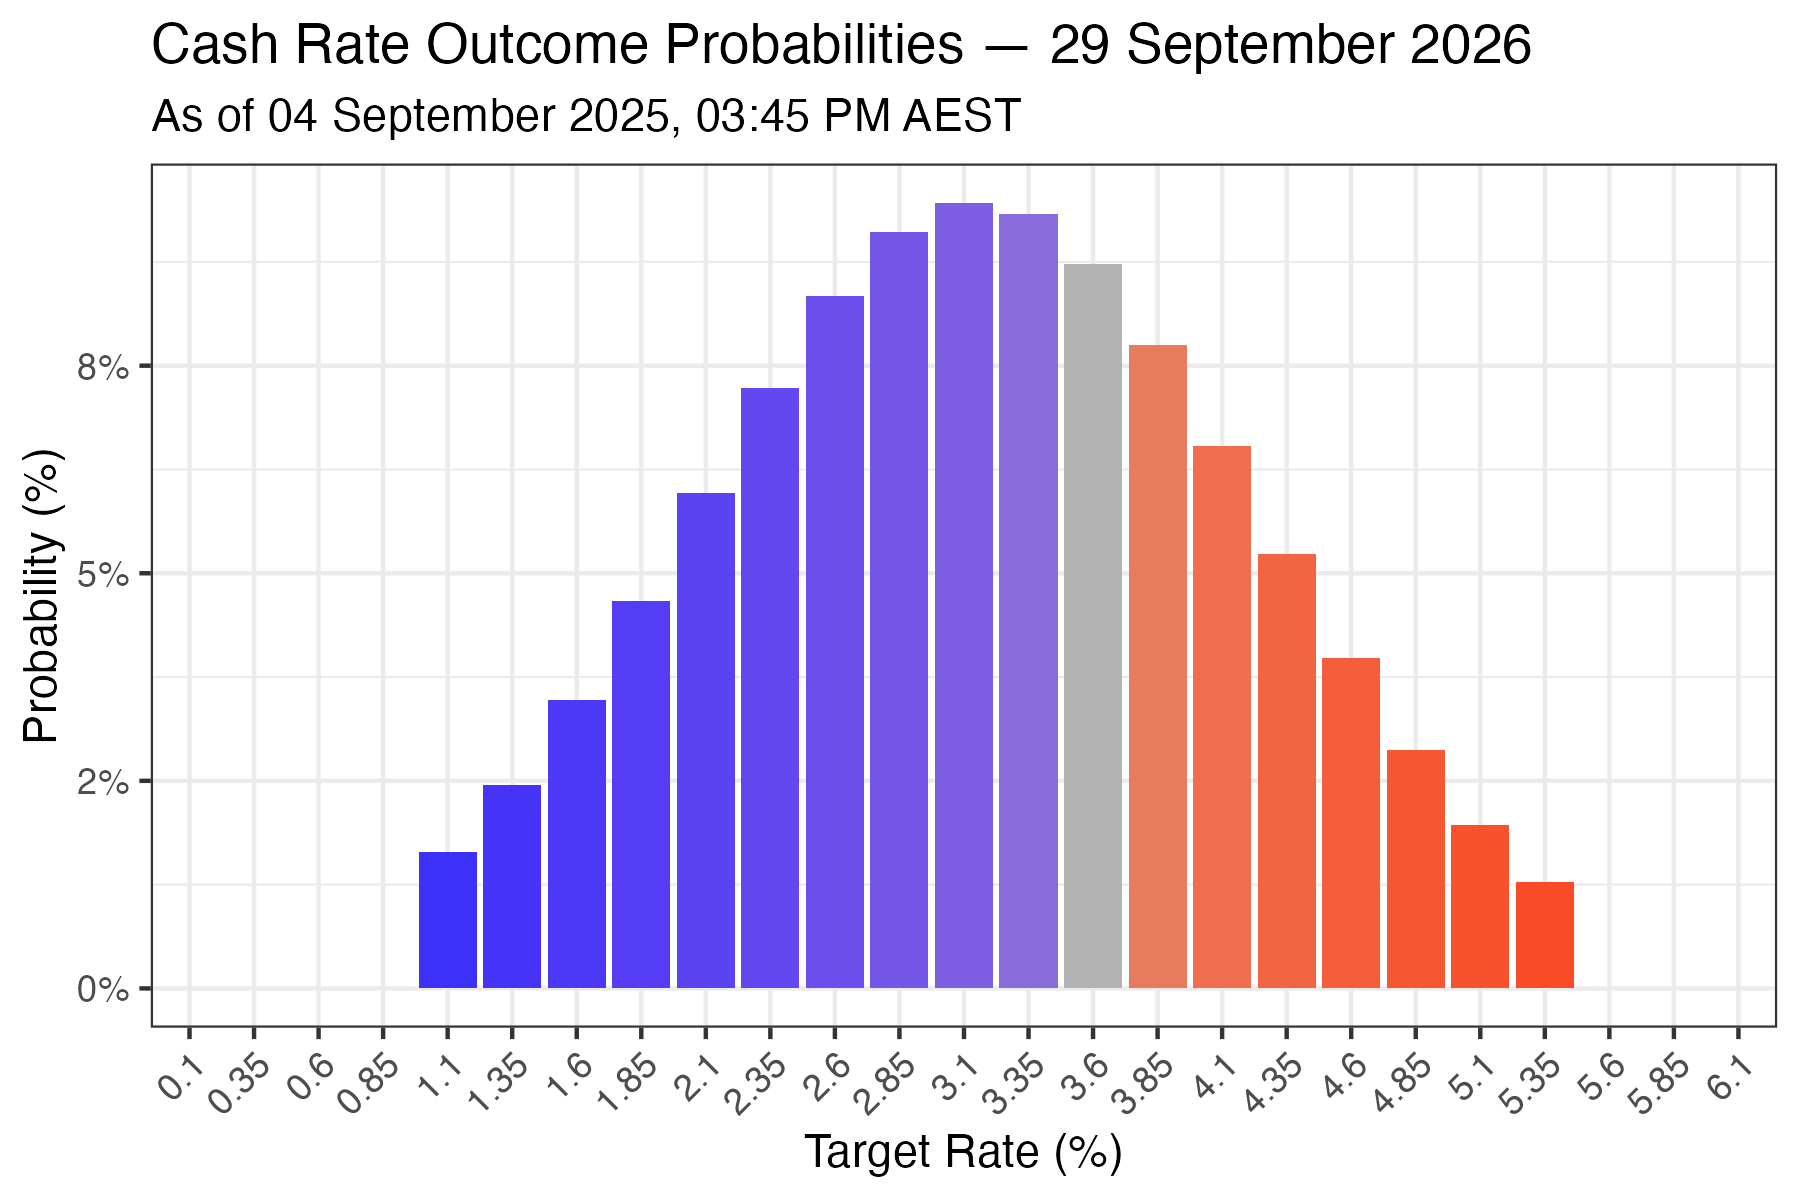 Cash Rate Outcome Probabilities — 29 September 2026
As of 04 September 2025, 03:45 PM AEST
Probability (%)
8%
5%
2%
0%
0.1 0.35 0.6 0.85 1.1 1.35 1.6 1.85 2.1 2.35 2.6 2.85 3.1 3.35 3.6 3.85 4.1 4.35 4.6 4.85 5.1 5.35 5.6 5.85 6.1
Target Rate (%)